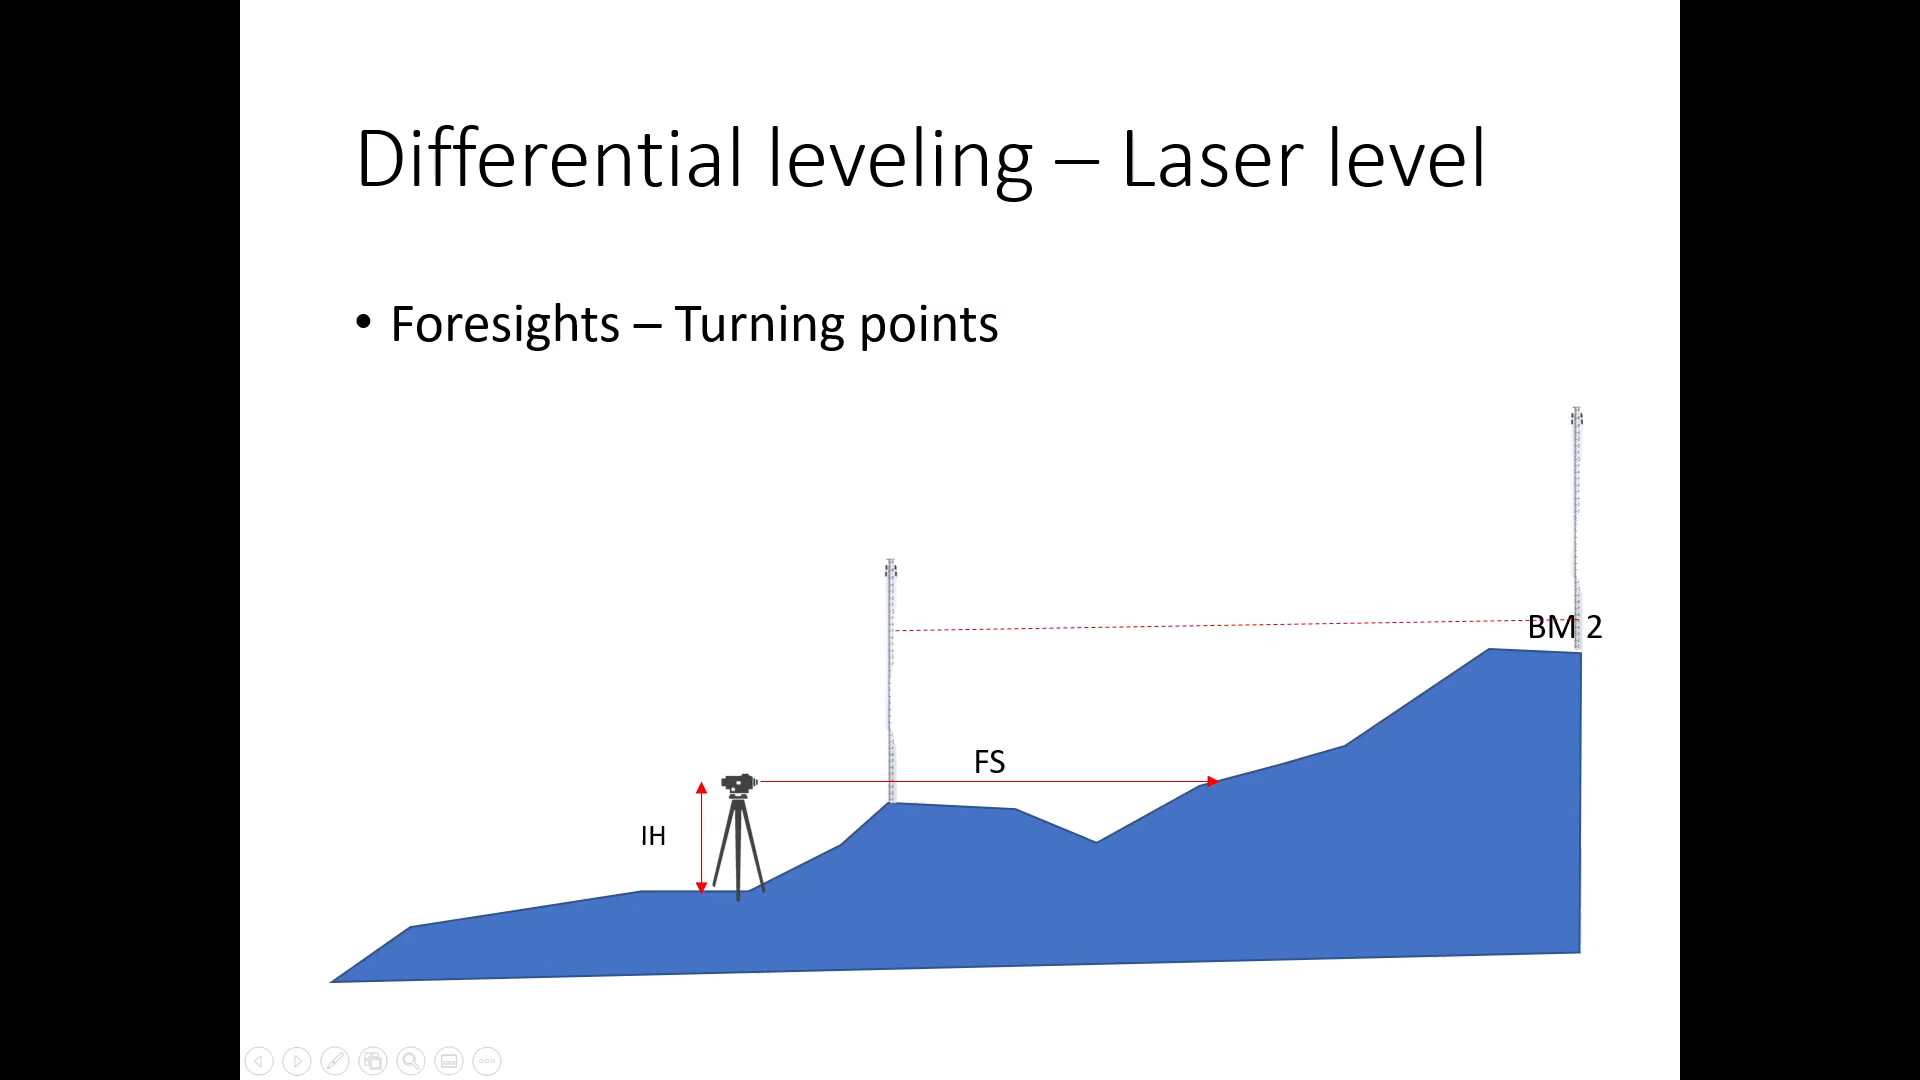 Differential leveling – Laser level
• Foresights – Turning points
BM 2
FS
IH